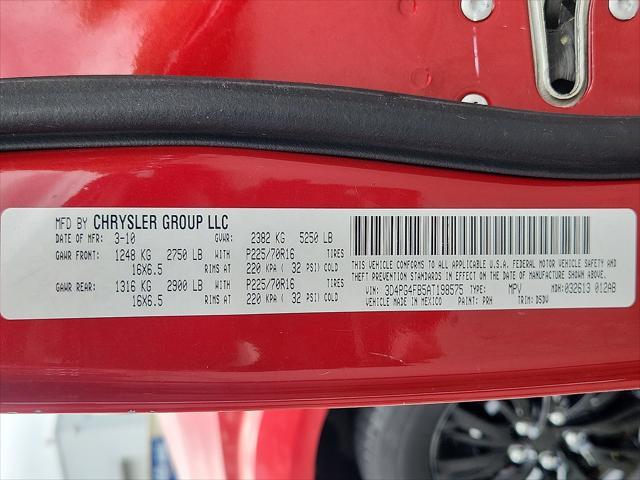 MFD BY CHRYSLER GROUP LLC
DATE OF MFR: 3-10 GVWR: 2382 KG 5250 LB
GAWR FRONT: 1248 KG 2750 LB WITH P225/70R16 TIRES
16X6.5 RIMS AT 220 KPA ( 32 PSI) COLD
GAWR REAR: 1316 KG 2900 LB WITH P225/70R16 TIRES
16X6.5 RIMS AT 220 KPA ( 32 PSI) COLD
THIS VEHICLE CONFORMS TO ALL APPLICABLE U.S.A. FEDERAL MOTOR VEHICLE SAFETY AND
THEFT PREVENTION STANDARDS IN EFFECT ON THE DATE OF MANUFACTURE SHOWN ABOVE.
VIN: 3D4PG4FB5AT198575 TYPE: MPV MDH: 032613 012AB
VEHICLE MADE IN MEXICO PAINT: PRH TRIM: D5DV